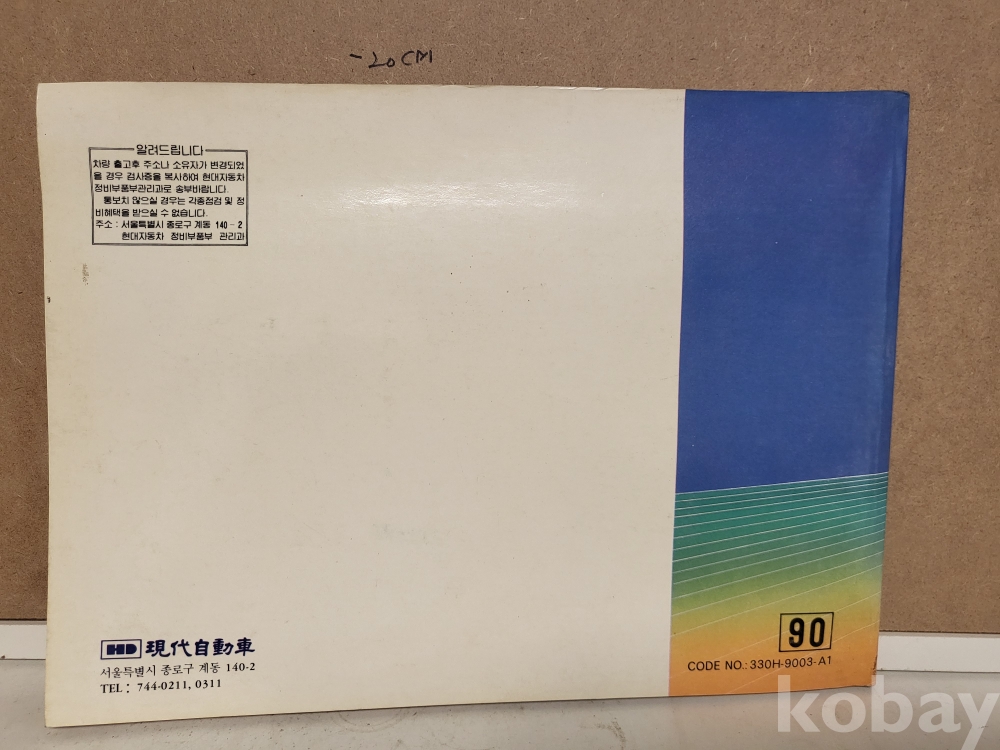 -20CM
알려드립니다
차량 출고후 주소나 소유자가 변경되었
을 경우 검사증을 복사하여 현대자동차
정비부품부관리과로 송부바랍니다.
통보치 않으실 경우는 각종점검 및 정
비혜택을 받으실 수 없습니다.
주소 : 서울특별시 종로구 계동 140-2
현대자동차 정비부품부 관리과
HD 現代自動車
서울특별시 종로구 계동 140-2
TEL : 744-0211, 0311
90
CODE NO.: 330H-9003-A1
kobay